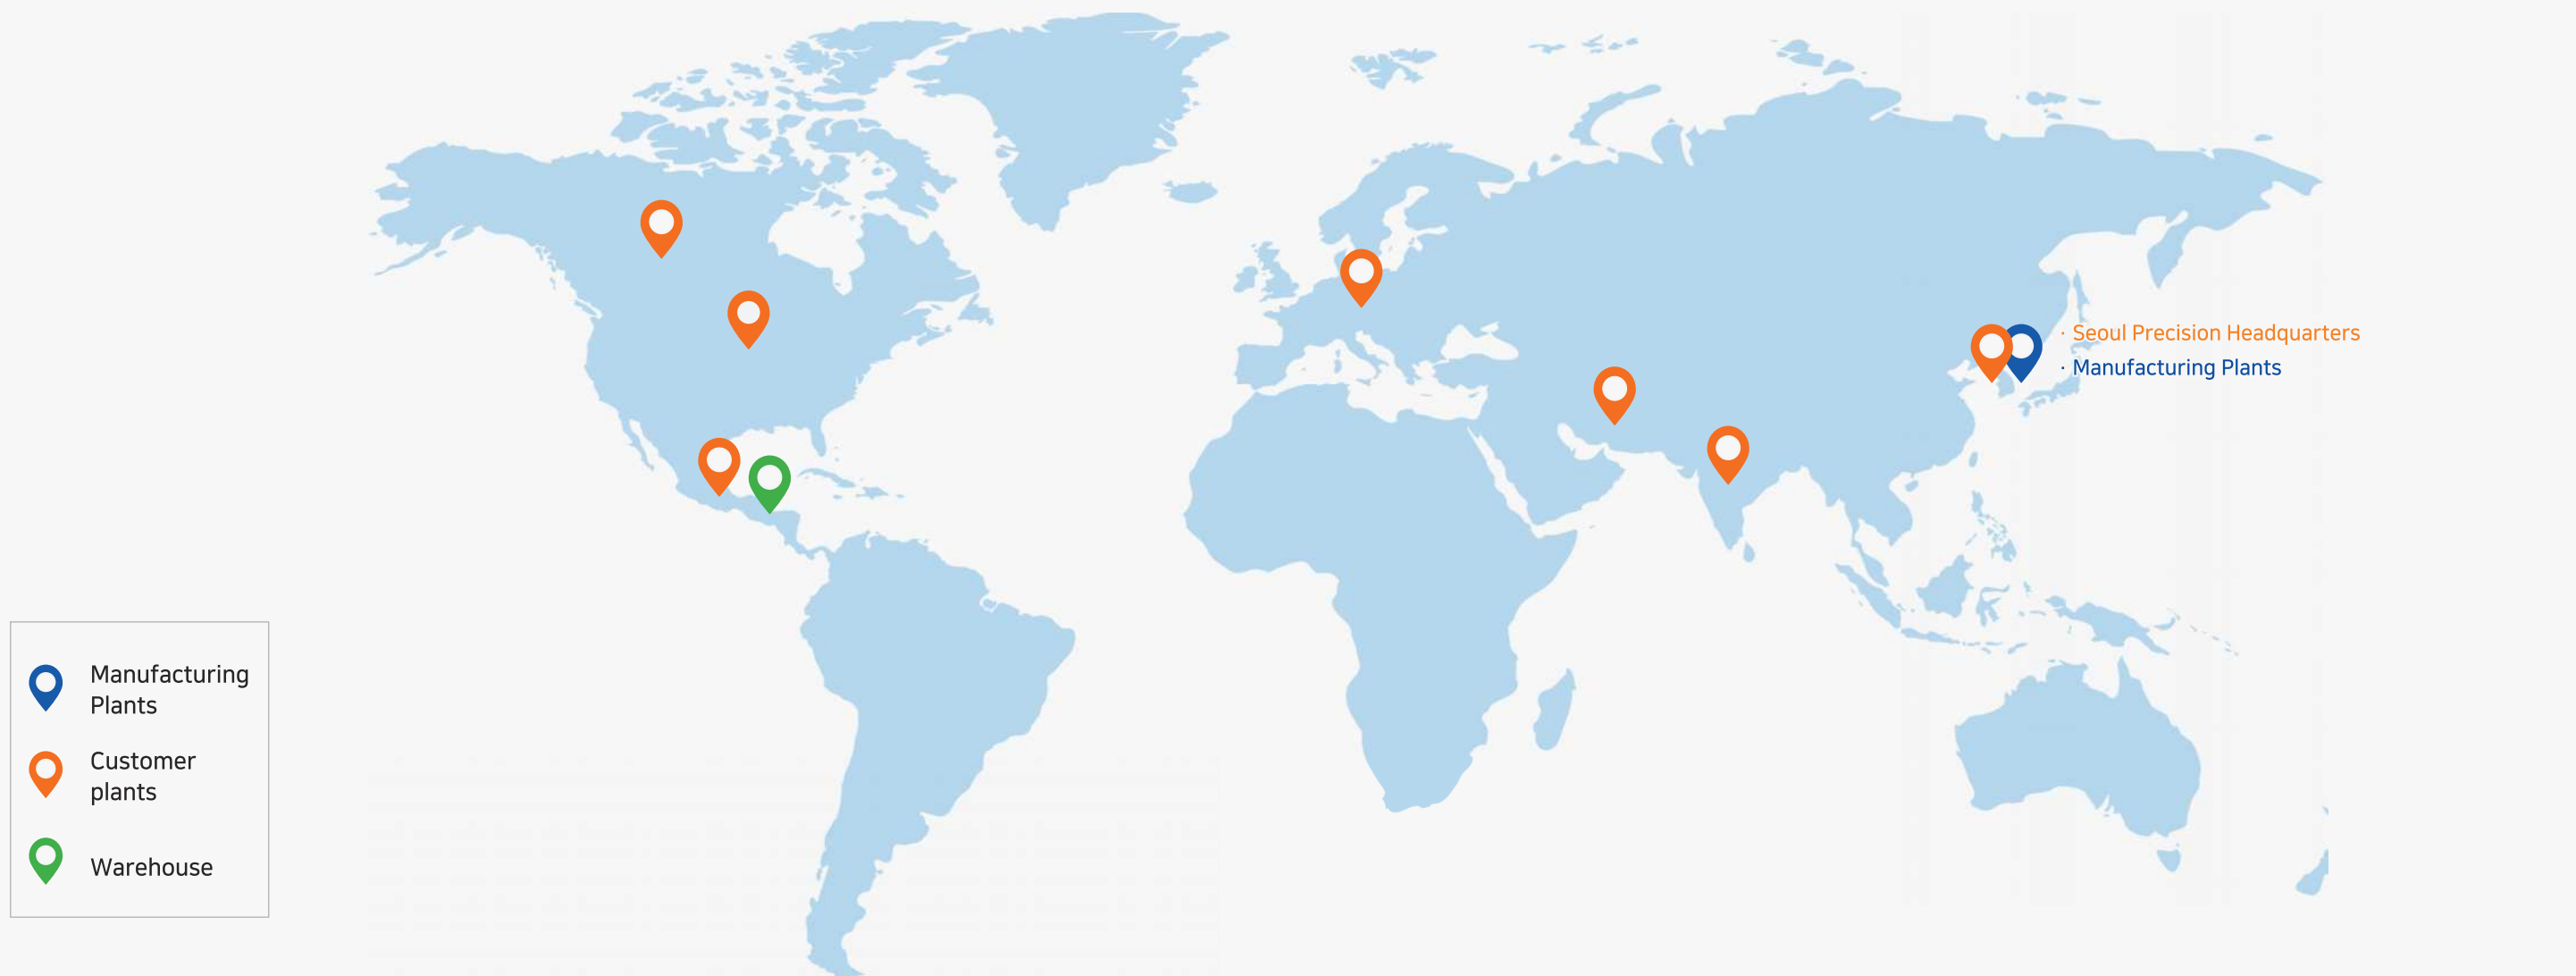 · Seoul Precision Headquarters
· Manufacturing Plants
Manufacturing
Plants
Customer
plants
Warehouse